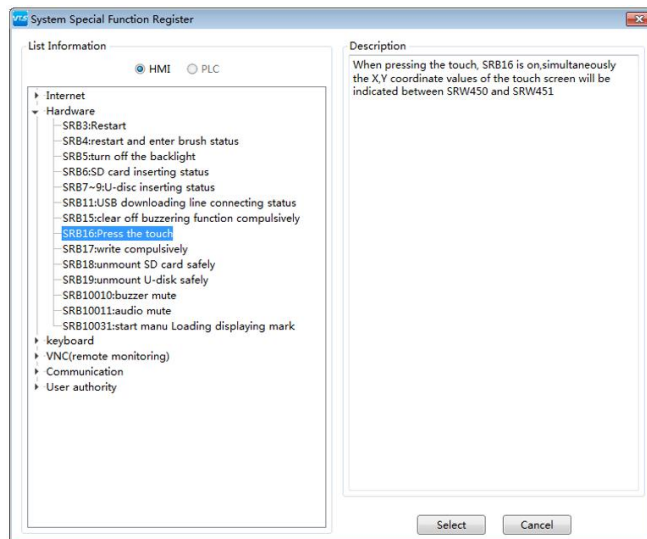 VTS System Special Function Register
List Information
HMI PLC
Internet
Hardware
SRB3:Restart
SRB4:restart and enter brush status
SRB5:turn off the backlight
SRB6:SD card inserting status
SRB7~9:U-disc inserting status
SRB11:USB downloading line connecting status
SRB15:clear off buzzering function compulsively
SRB16:Press the touch
SRB17:write compulsively
SRB18:unmount SD card safely
SRB19:unmount U-disk safely
SRB10010:buzzer mute
SRB10011:audio mute
SRB10031:start manu Loading displaying mark
keyboard
VNC(remote monitoring)
Communication
User authority
Description
When pressing the touch, SRB16 is on,simultaneously
the X,Y coordinate values of the touch screen will be
indicated between SRW450 and SRW451
Select Cancel